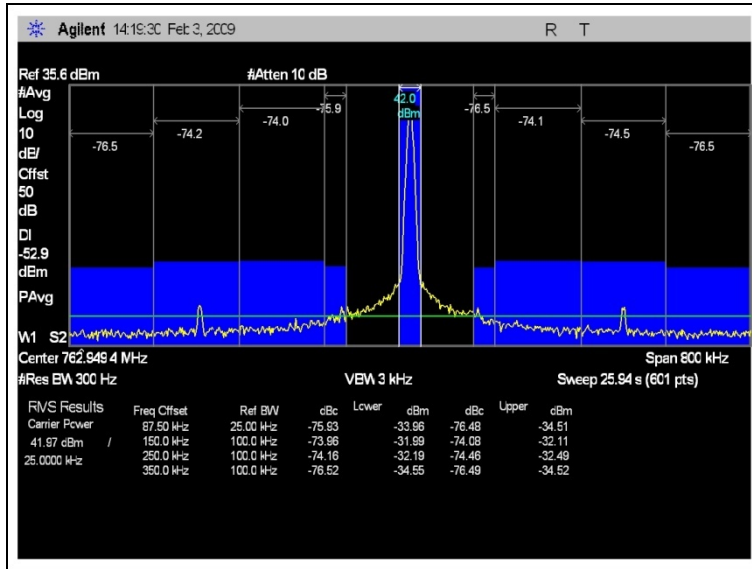 Agilent 14:19:30 Feb 3, 2009 R T
Ref 35.6 dBm #Atten 10 dB
#Avg
Log
10
dB/
Offst
50
dB
DI
-52.9
dBm
PAvg
W1 S2
-76.5 -74.2 -74.0 -75.9 42.0 dBm -76.5 -74.1 -74.5 -76.5
Center 762.949 4 MHz Span 800 kHz
#Res BW 300 Hz VBW 3 kHz Sweep 25.94 s (601 pts)
RMS Results Freq Offset Ref BW dBc Lower dBm dBc Upper dBm
Carrier Power 87.50 kHz 25.00 kHz -75.93 -33.96 -76.48 -34.51
41.97 dBm / 150.0 kHz 100.0 kHz -73.96 -31.99 -74.08 -32.11
25.0000 kHz 250.0 kHz 100.0 kHz -74.16 -32.19 -74.46 -32.49
350.0 kHz 100.0 kHz -76.52 -34.55 -76.49 -34.52